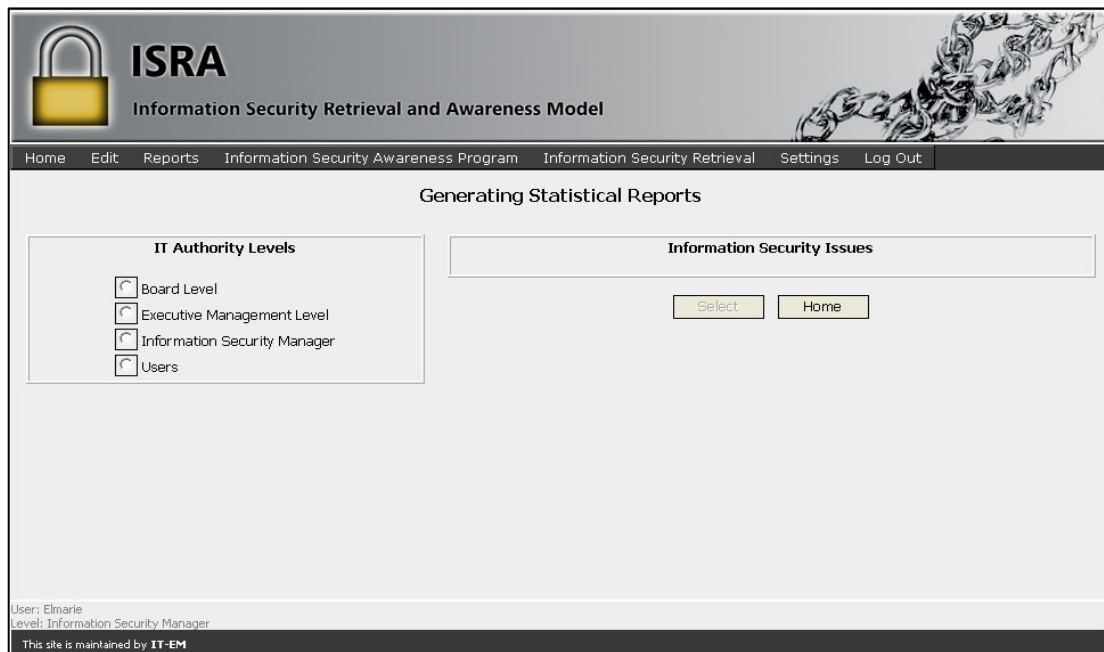 ISRA
Information Security Retrieval and Awareness Model
Home Edit Reports Information Security Awareness Program Information Security Retrieval Settings Log Out
Generating Statistical Reports
IT Authority Levels
Board Level
Executive Management Level
Information Security Manager
Users
Information Security Issues
Select Home
User: Elmarie
Level: Information Security Manager
This site is maintained by IT-EM